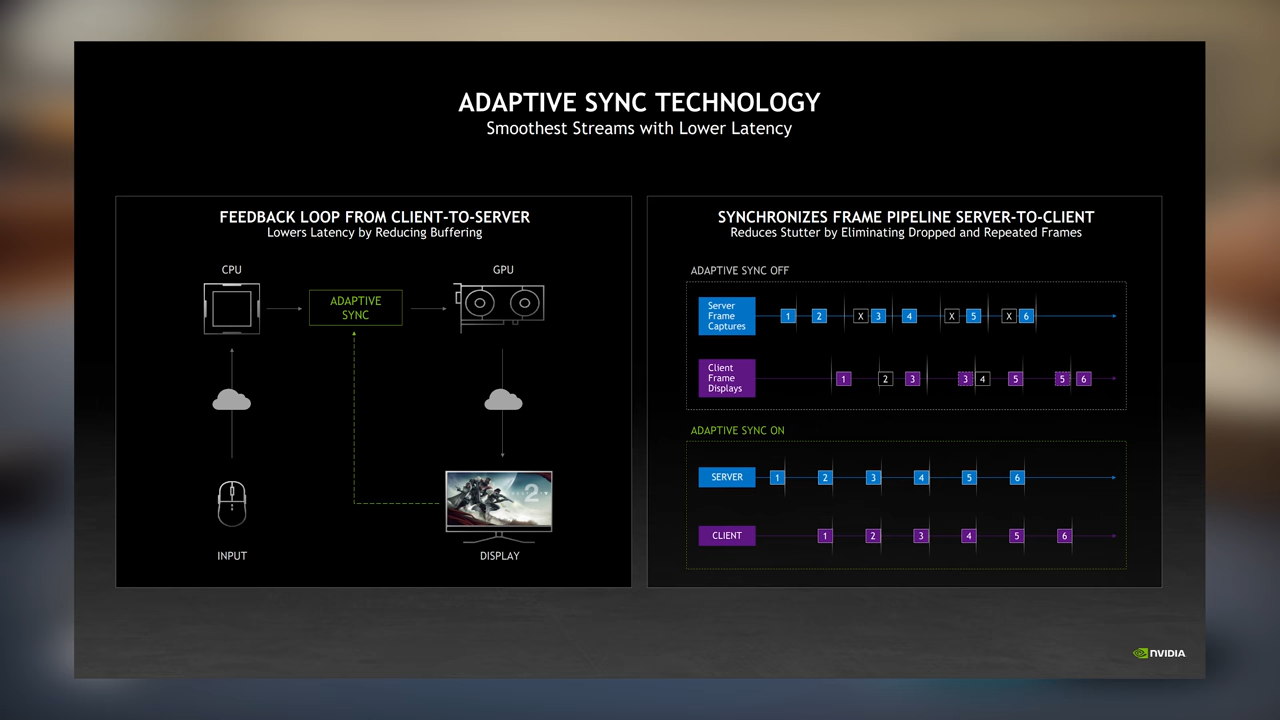 ADAPTIVE SYNC TECHNOLOGY
Smoothest Streams with Lower Latency
FEEDBACK LOOP FROM CLIENT-TO-SERVER
Lowers Latency by Reducing Buffering
CPU
GPU
ADAPTIVE
SYNC
2
INPUT
DISPLAY
SYNCHRONIZES FRAME PIPELINE SERVER-TO-CLIENT
Reduces Stutter by Eliminating Dropped and Repeated Frames
ADAPTIVE SYNC OFF
Server
Frame
Captures
1 2 X 3 4 X 5 X 6
Client
Frame
Displays
1 2 3 3 4 5 5 6
ADAPTIVE SYNC ON
SERVER
1 2 3 4 5 6
CLIENT
1 2 3 4 5 6
NVIDIA